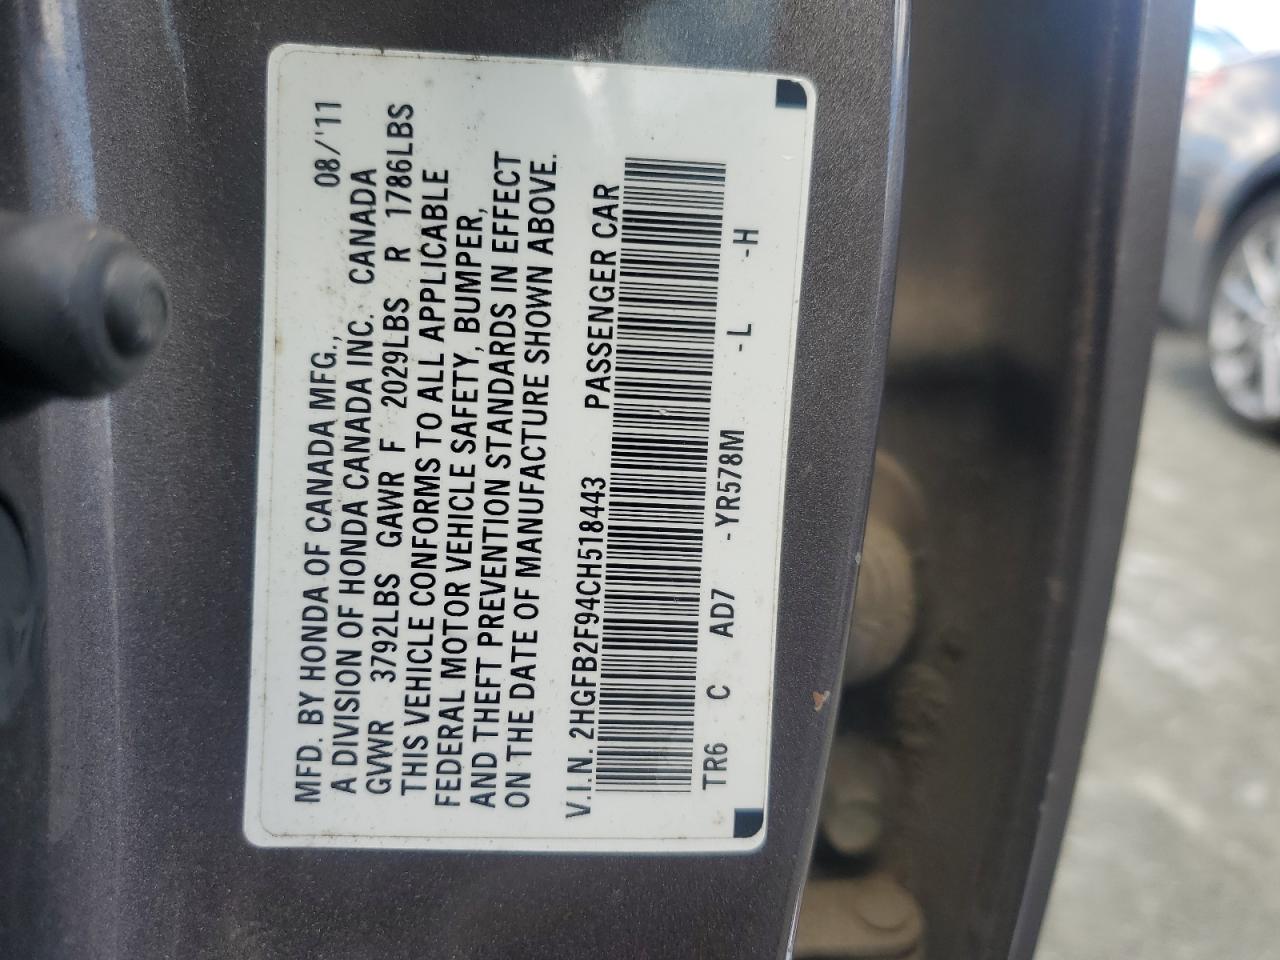 MFD. BY HONDA OF CANADA MFG., 08/'11
A DIVISION OF HONDA CANADA INC. CANADA
GVWR 3792LBS GAWR F 2029LBS R 1786LBS
THIS VEHICLE CONFORMS TO ALL APPLICABLE
FEDERAL MOTOR VEHICLE SAFETY, BUMPER,
AND THEFT PREVENTION STANDARDS IN EFFECT
ON THE DATE OF MANUFACTURE SHOWN ABOVE.
V.I.N. 2HGFB2F94CH518443 PASSENGER CAR
TR6 C AD7 -YR578M -L -H